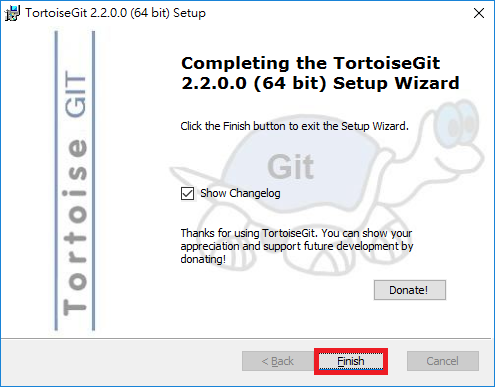 TortoiseGit 2.2.0.0 (64 bit) Setup
Tortoise GIT
Completing the TortoiseGit
2.2.0.0 (64 bit) Setup Wizard
Click the Finish button to exit the Setup Wizard.
Git
Show Changelog
Thanks for using TortoiseGit. You can show your
appreciation and support future development by
donating!
Donate!
< Back
Finish
Cancel